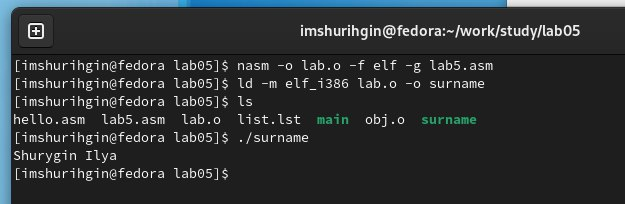 imshurihgin@fedora:~/work/study/lab05
[imshurihgin@fedora lab05]$ nasm -o lab.o -f elf -g lab5.asm
[imshurihgin@fedora lab05]$ ld -m elf_i386 lab.o -o surname
[imshurihgin@fedora lab05]$ ls
hello.asm  lab5.asm  lab.o  list.lst  main  obj.o  surname
[imshurihgin@fedora lab05]$ ./surname
Shurygin Ilya
[imshurihgin@fedora lab05]$